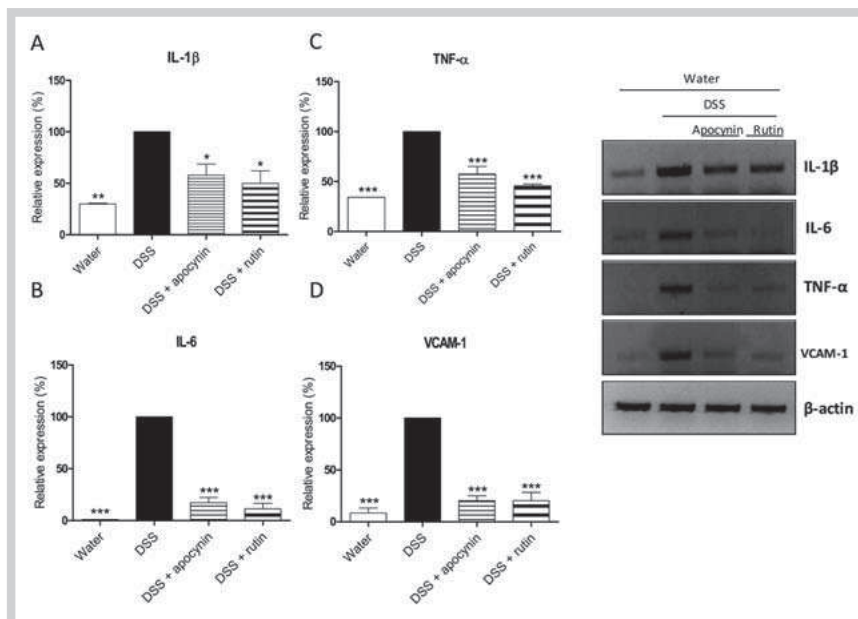 A
IL-1β
Relative expression (%)
150
100
50
0
**
*
*
Water
DSS
DSS + apocynin
DSS + rutin
C
TNF-α
Relative expression (%)
150
100
50
0
***
***
***
Water
DSS
DSS + apocynin
DSS + rutin
B
IL-6
Relative expression (%)
150
100
50
0
***
***
***
Water
DSS
DSS + apocynin
DSS + rutin
D
VCAM-1
Relative expression (%)
150
100
50
0
***
***
***
Water
DSS
DSS + apocynin
DSS + rutin
Water
DSS
Apocynin Rutin
IL-1β
IL-6
TNF-α
VCAM-1
β-actin